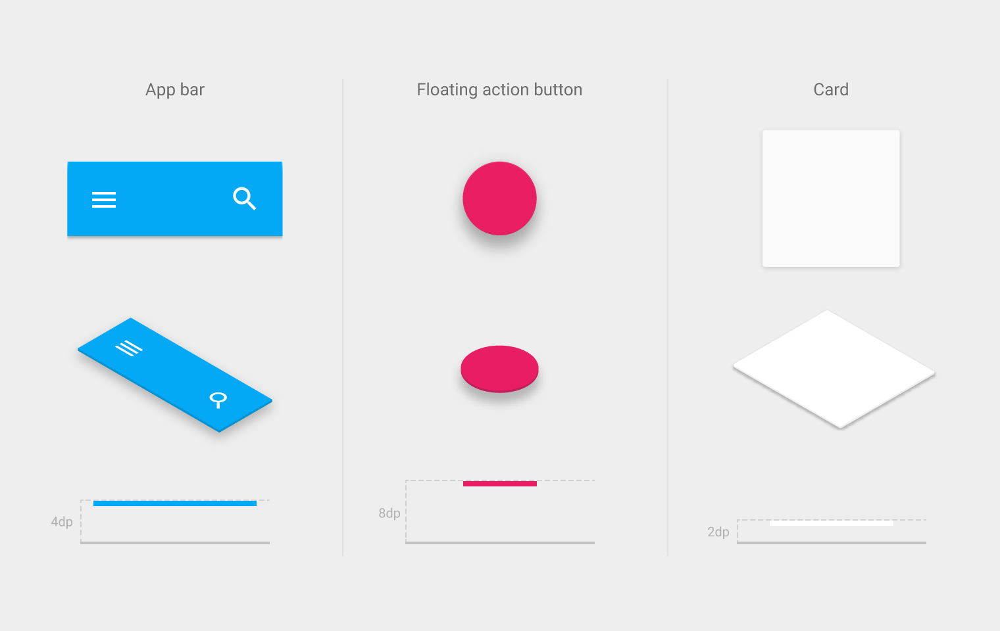 App bar
Floating action button
Card
4dp
8dp
2dp